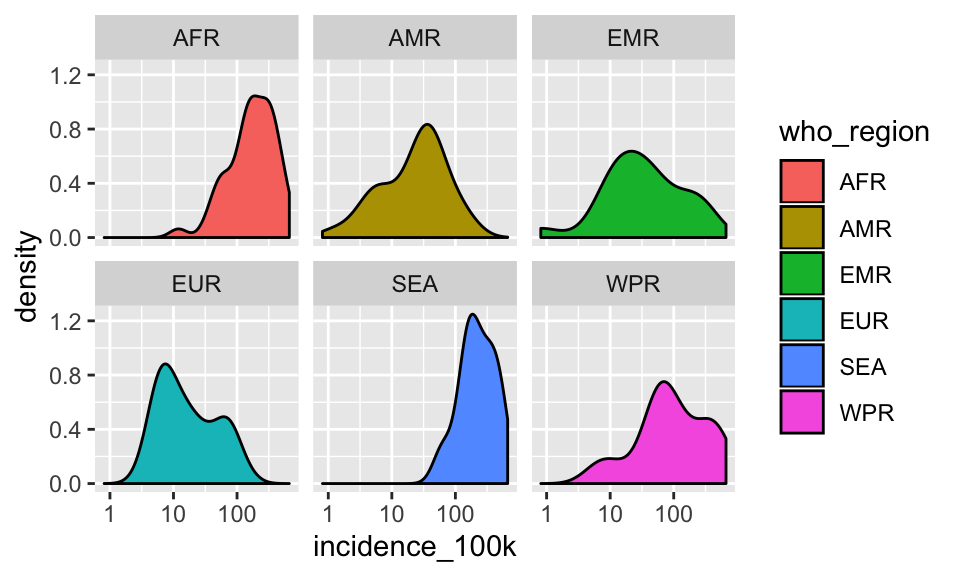 AFR AMR EMR
1.2
0.8
0.4
0.0
EUR SEA WPR
1.2
0.8
0.4
0.0
1 10 100 1 10 100 1 10 100
incidence_100k
density
who_region
AFR
AMR
EMR
EUR
SEA
WPR